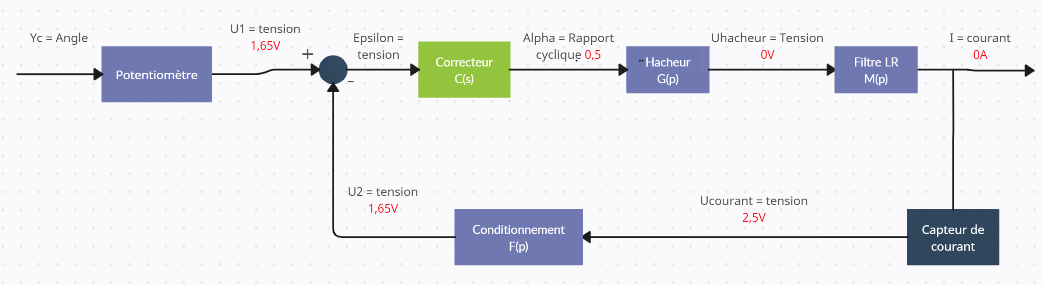 Yc = Angle
U1 = tension
1,65V
+
Epsilon =
tension
-
Alpha = Rapport
cyclique 0,5
Uhacheur = Tension
0V
I = courant
0A
Potentiomètre
Correcteur
C(s)
Hacheur
G(p)
Filtre LR
M(p)
U2 = tension
1,65V
Ucourant = tension
2,5V
Conditionnement
F(p)
Capteur de
courant